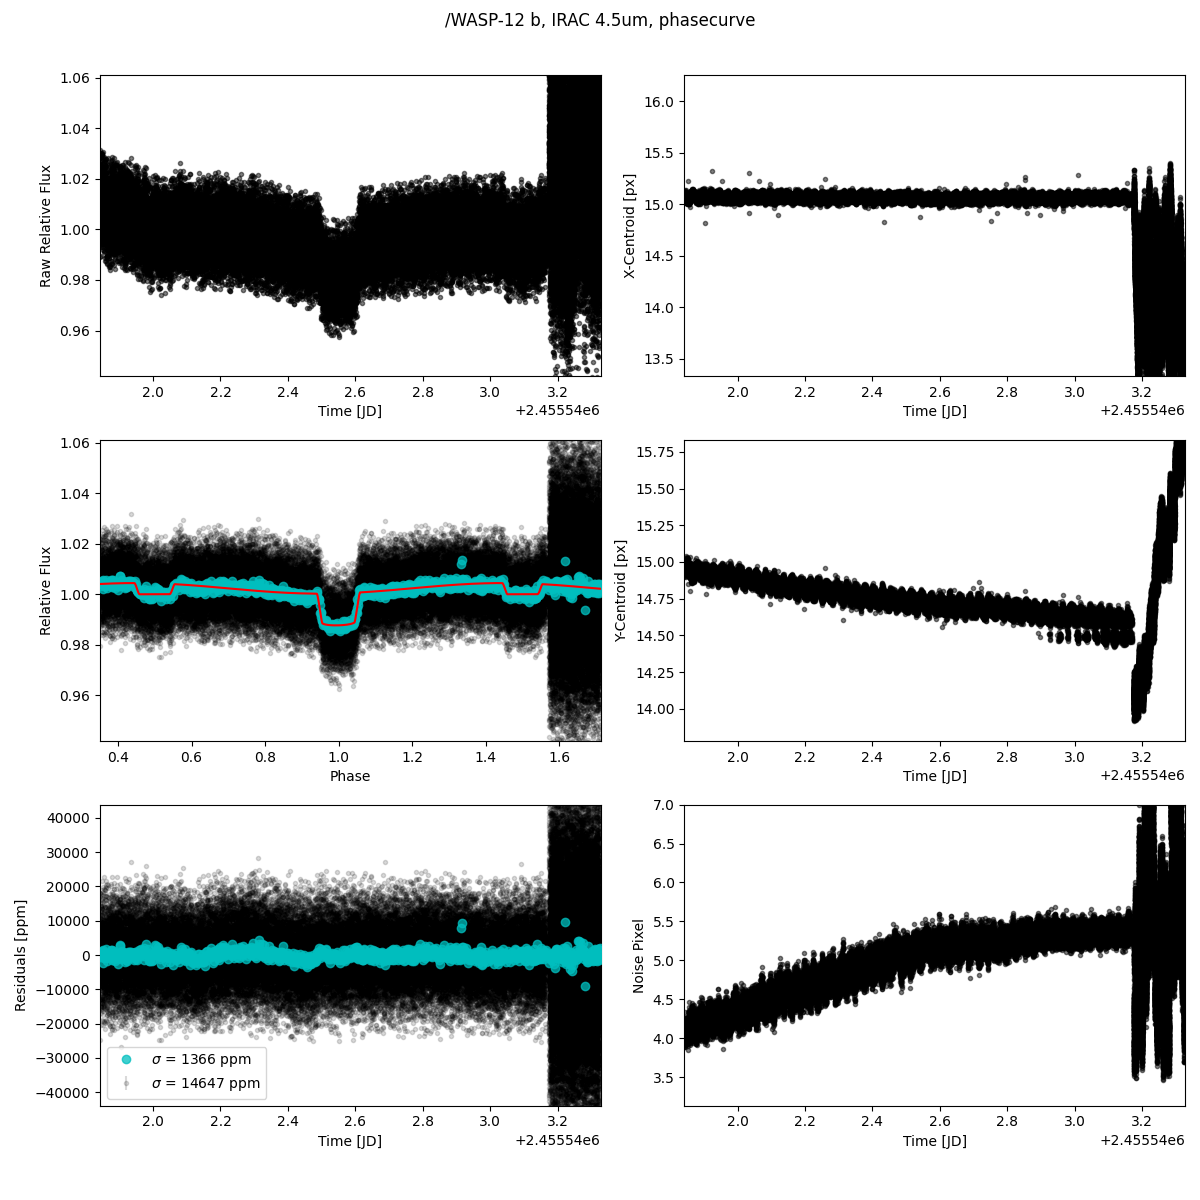 /WASP-12 b, IRAC 4.5um, phasecurve
1.06
1.04
1.02
1.00
0.98
0.96
Raw Relative Flux
2.0 2.2 2.4 2.6 2.8 3.0 3.2
Time [JD]
+2.45554e6
16.0
15.5
15.0
14.5
14.0
13.5
X-Centroid [px]
2.0 2.2 2.4 2.6 2.8 3.0 3.2
Time [JD]
+2.45554e6
1.06
1.04
1.02
1.00
0.98
0.96
Relative Flux
0.4 0.6 0.8 1.0 1.2 1.4 1.6
Phase
15.75
15.50
15.25
15.00
14.75
14.50
14.25
14.00
Y-Centroid [px]
2.0 2.2 2.4 2.6 2.8 3.0 3.2
Time [JD]
+2.45554e6
40000
30000
20000
10000
0
−10000
−20000
−30000
−40000
Residuals [ppm]
σ = 1366 ppm
σ = 14647 ppm
2.0 2.2 2.4 2.6 2.8 3.0 3.2
Time [JD]
+2.45554e6
7.0
6.5
6.0
5.5
5.0
4.5
4.0
3.5
Noise Pixel
2.0 2.2 2.4 2.6 2.8 3.0 3.2
Time [JD]
+2.45554e6